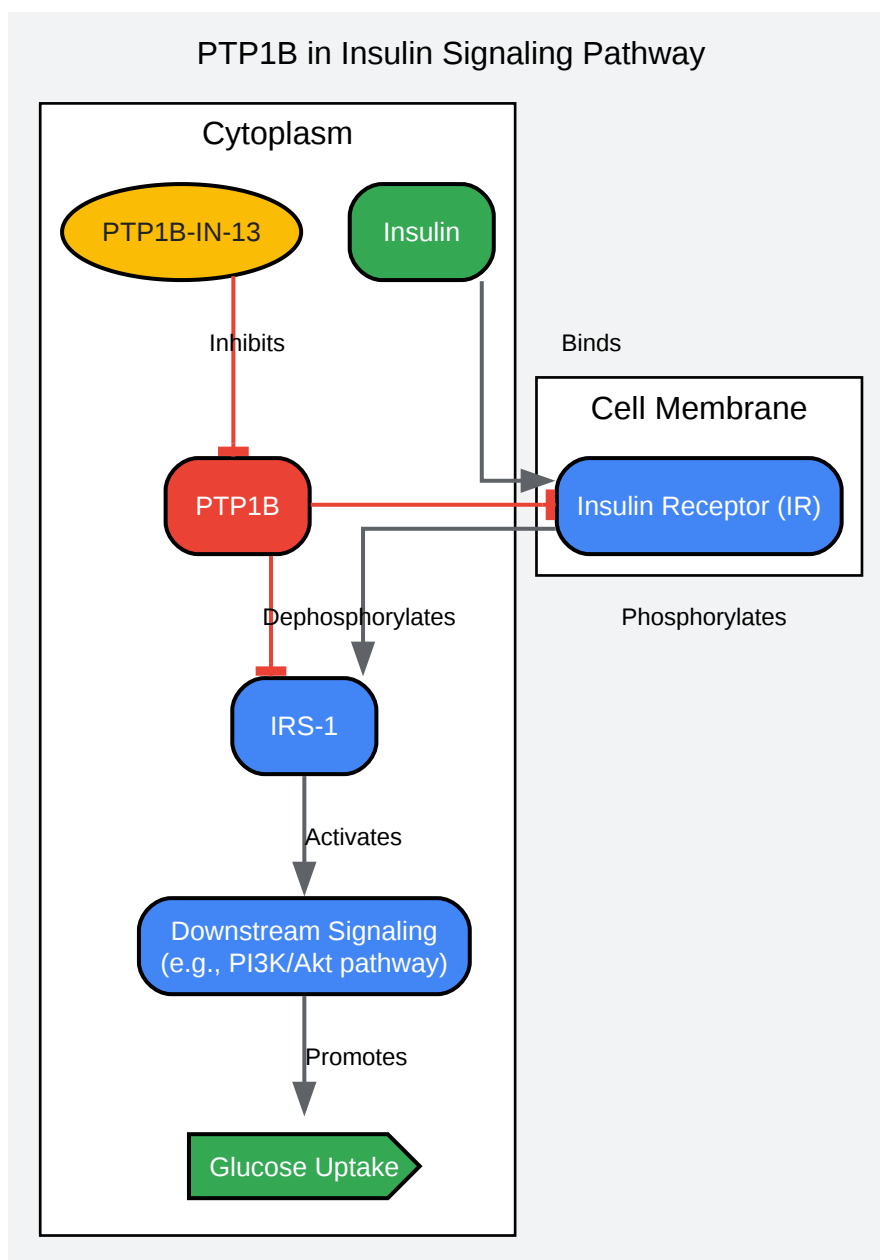 PTP1B in Insulin Signaling Pathway
Cytoplasm
PTP1B-IN-13
Insulin
Inhibits
Binds
Cell Membrane
PTP1B
Insulin Receptor (IR)
Dephosphorylates
Phosphorylates
IRS-1
Activates
Downstream Signaling
(e.g., PI3K/Akt pathway)
Promotes
Glucose Uptake